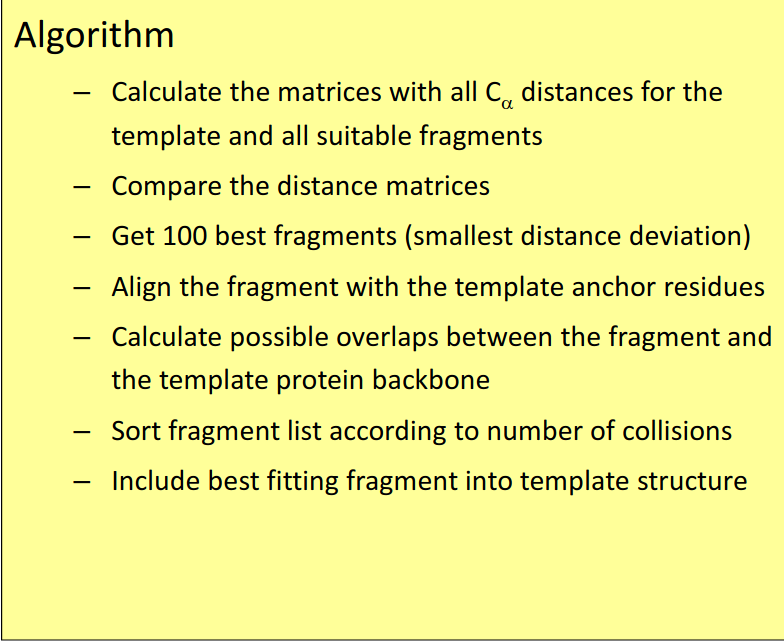 Algorithm
– Calculate the matrices with all Cα distances for the
template and all suitable fragments
– Compare the distance matrices
– Get 100 best fragments (smallest distance deviation)
– Align the fragment with the template anchor residues
– Calculate possible overlaps between the fragment and
the template protein backbone
– Sort fragment list according to number of collisions
– Include best fitting fragment into template structure